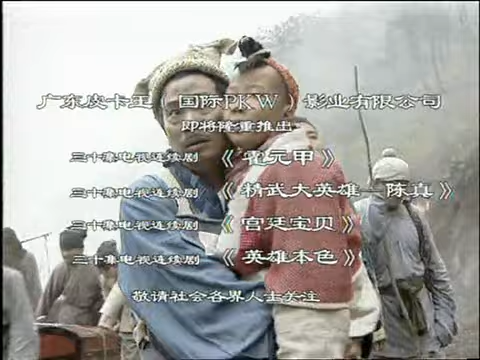 广东皮卡王（国际PKW）影业有限公司
即将隆重推出
三十集电视连续� 《霍元甲》
三十集电视连续剧 《精武大英雄—陈真》
三十集电视连续剧 《宫廷宝贝》
三十集电视连续剧 《英雄本色》
敬请社会各界人士关注